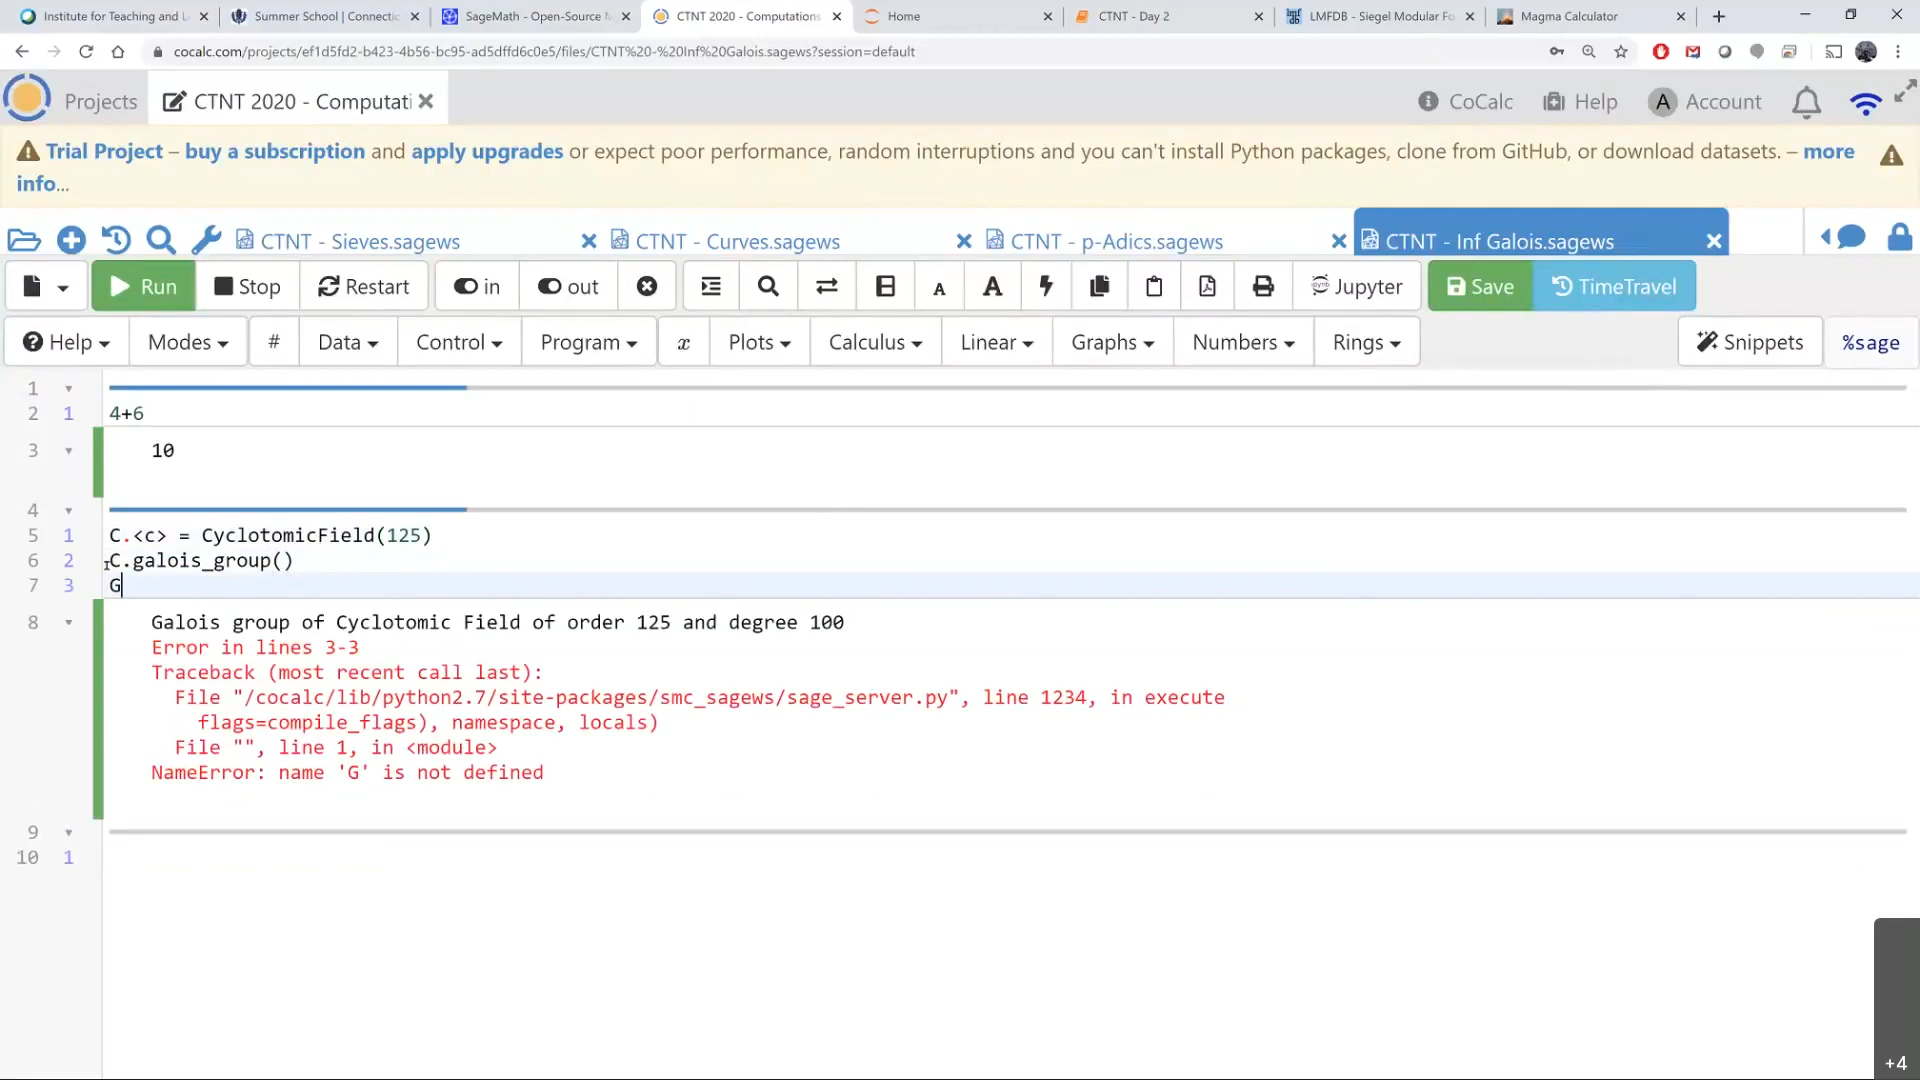 Institute for Teaching and L
Summer School | Connectic
SageMath - Open-Source M
CTNT 2020 - Computations
Home
CTNT - Day 2
LMFDB - Siegel Modular Fo
Magma Calculator
cocalc.com/projects/ef1d5fd2-b423-4b56-bc95-ad5dffd6c0e5/files/CTNT%20-%20Inf%20Galois.sagews?session=default
Projects
CTNT 2020 - Computati
CoCalc
Help
A Account
Trial Project – buy a subscription and apply upgrades or expect poor performance, random interruptions and you can't install Python packages, clone from GitHub, or download datasets. – more
info...
CTNT - Sieves.sagews
CTNT - Curves.sagews
CTNT - p-Adics.sagews
CTNT - Inf Galois.sagews
Run Stop Restart in out A A Jupyter Save TimeTravel
Help Modes # Data Control Program x Plots Calculus Linear Graphs Numbers Rings Snippets %sage
1
2 1 4+6
3 10
4
5 1 C.<c> = CyclotomicField(125)
6 2 C.galois_group()
7 3 G
8 Galois group of Cyclotomic Field of order 125 and degree 100
Error in lines 3-3
Traceback (most recent call last):
File "/cocalc/lib/python2.7/site-packages/smc_sagews/sage_server.py", line 1234, in execute
flags=compile_flags), namespace, locals)
File "", line 1, in <module>
NameError: name 'G' is not defined
9
10 1
+4